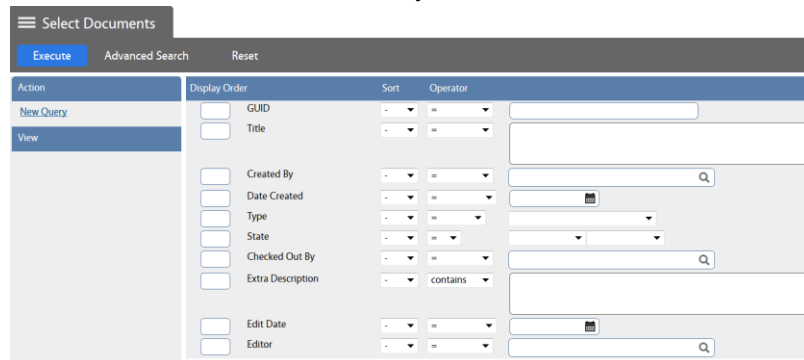 Select Documents
Execute Advanced Search Reset
Action Display Order Sort Operator
New Query GUID - =
View Title - =
Created By - =
Date Created - =
Type - =
State - =
Checked Out By - =
Extra Description - contains
Edit Date - =
Editor - =